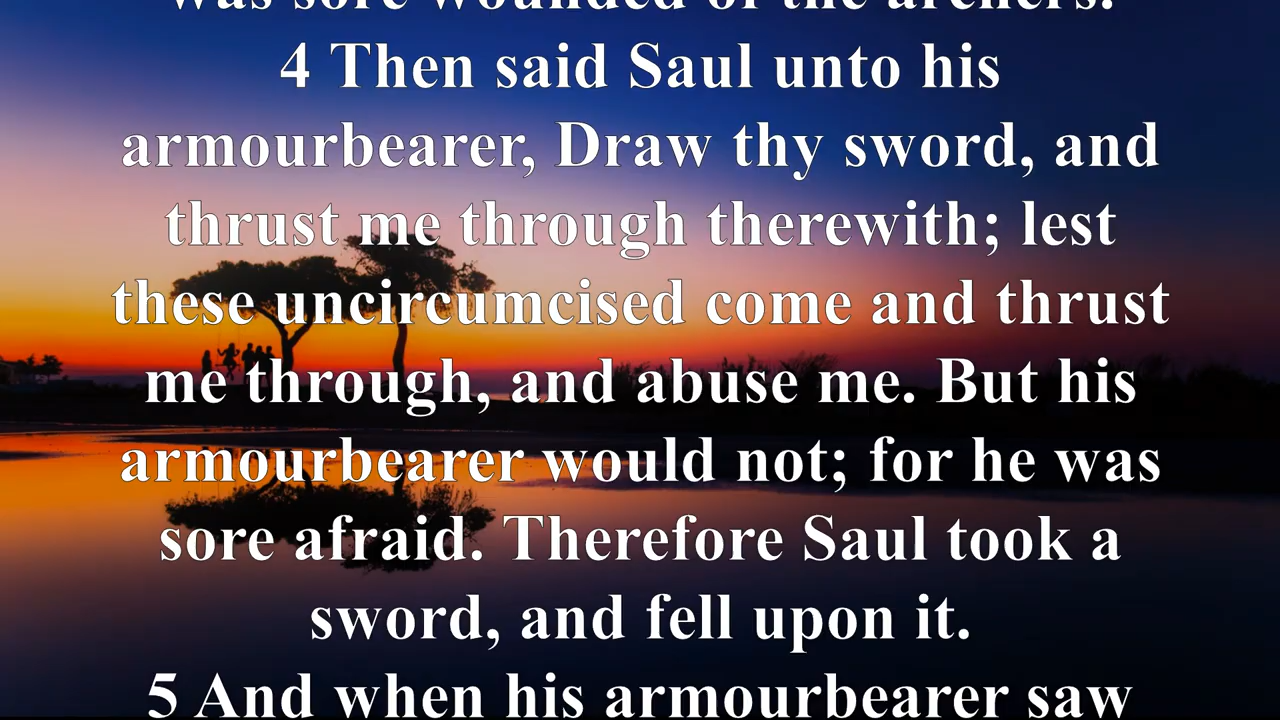 was sore wounded of the archers.
4 Then said Saul unto his
armourbearer, Draw thy sword, and
thrust me through therewith; lest
these uncircumcised come and thrust
me through, and abuse me. But his
armourbearer would not; for he was
sore afraid. Therefore Saul took a
sword, and fell upon it.
5 And when his armourbearer saw